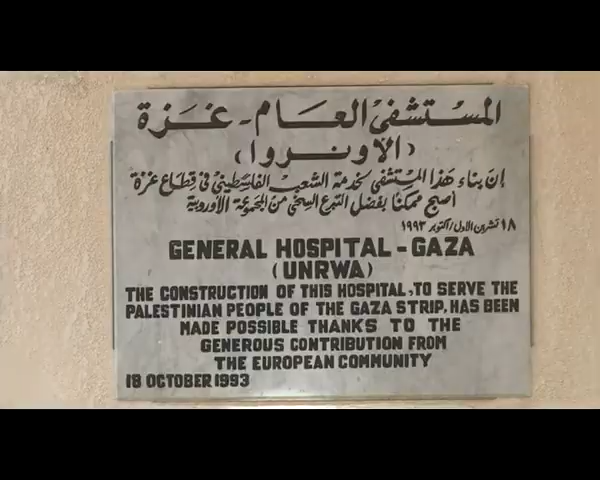 المستشفى العام - غزة
(الاونروا)
إن بناء هذا المستشفى لخدمة الشعب الفلسطيني في قطاع غزة
أصبح ممكنًا بفضل التبرع السخي من المجموعة الأوروبية
١٨ تشرين الاول/أكتوبر ١٩٩٣
GENERAL HOSPITAL - GAZA
(UNRWA)
THE CONSTRUCTION OF THIS HOSPITAL, TO SERVE THE
PALESTINIAN PEOPLE OF THE GAZA STRIP, HAS BEEN
MADE POSSIBLE THANKS TO THE
GENEROUS CONTRIBUTION FROM
THE EUROPEAN COMMUNITY
18 OCTOBER 1993